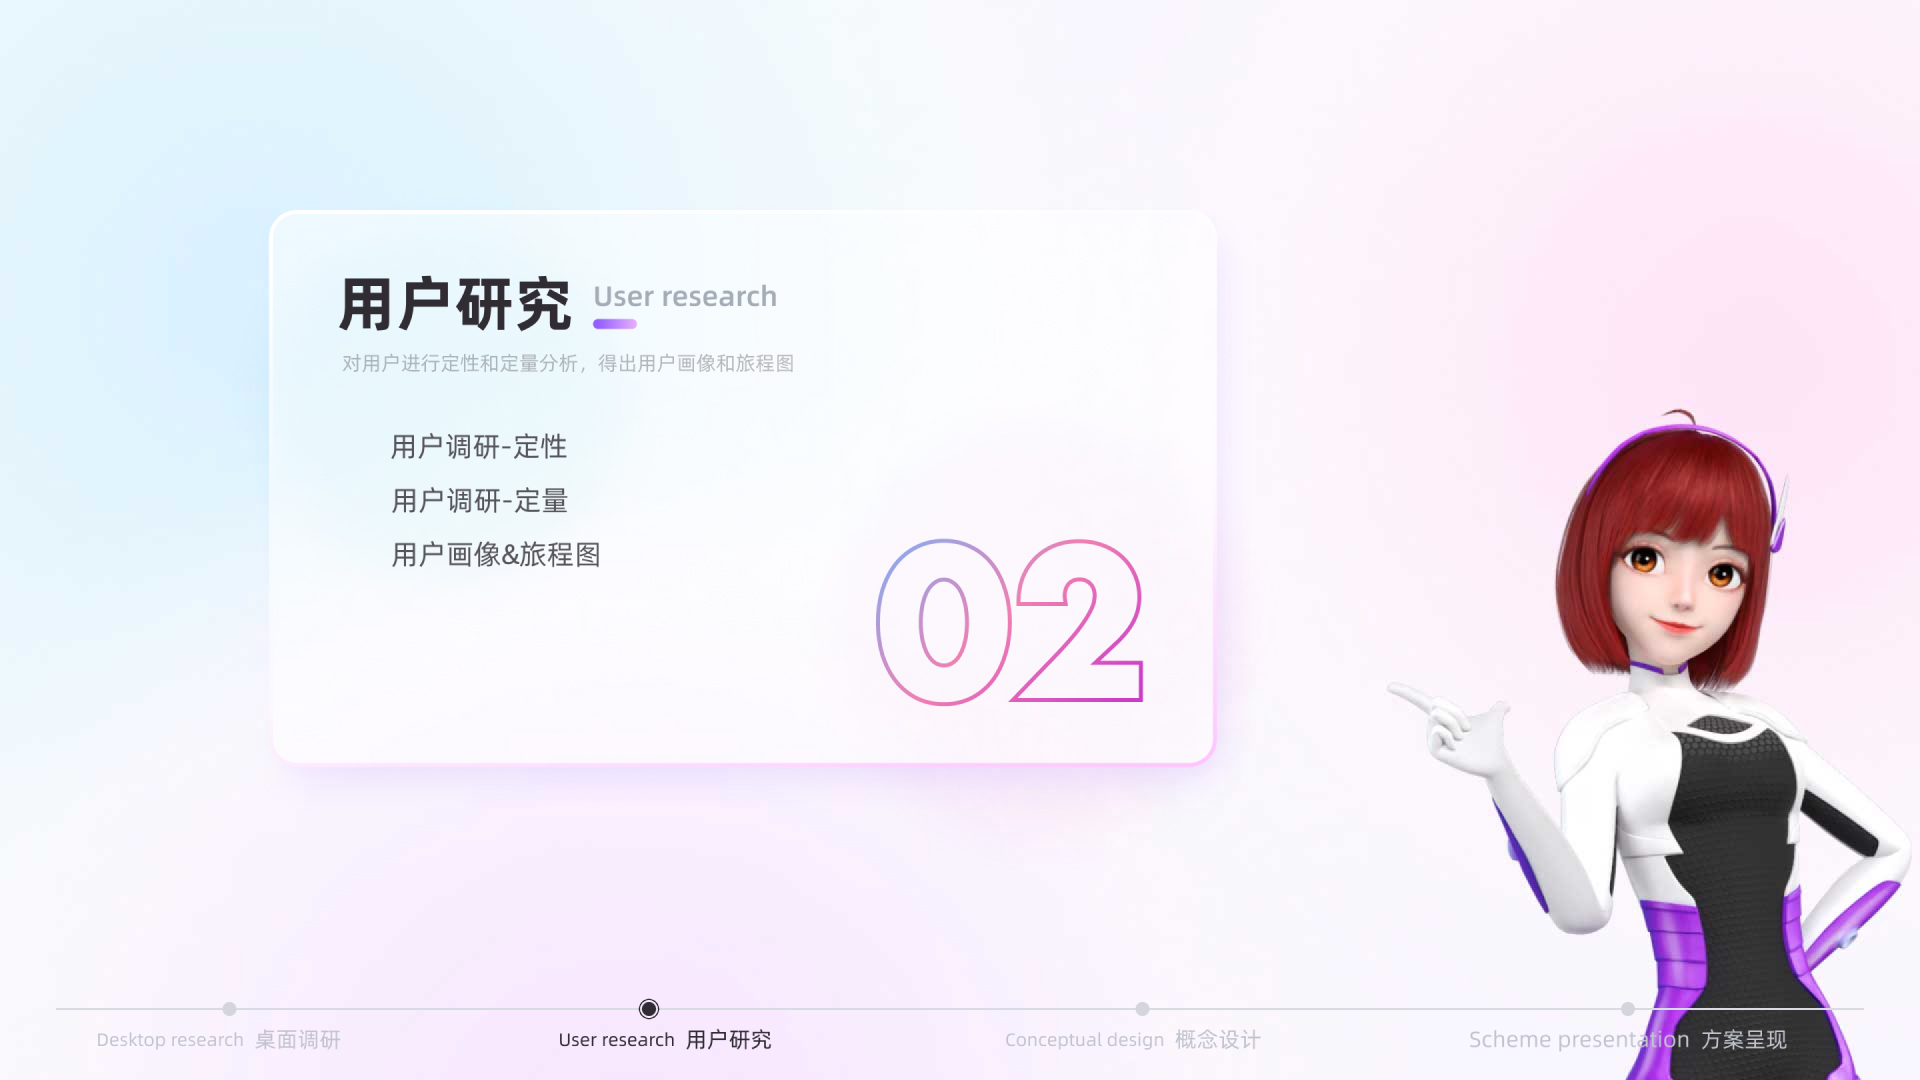 用户研究 User research
对用户进行定性和定量分析，得出用户画像和旅程图
用户调研-定性
用户调研-定量
用户画像&旅程图
02
Desktop research 桌面调研
User research 用户研究
Conceptual design 概念设计
Scheme presentation 方案呈现